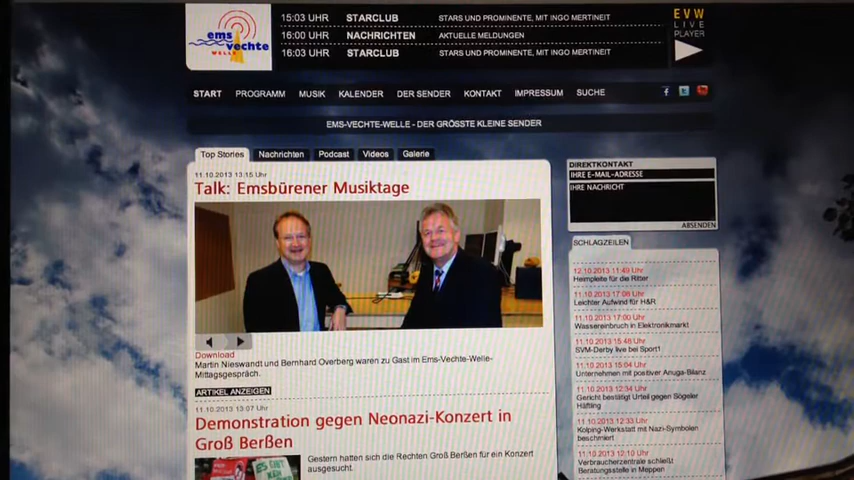 ems
vechte
WELLE
15:03 UHR STARCLUB STARS UND PROMINENTE, MIT INGO MERTINEIT
16:00 UHR NACHRICHTEN AKTUELLE MELDUNGEN
16:03 UHR STARCLUB STARS UND PROMINENTE, MIT INGO MERTINEIT
EVW
LIVE
PLAYER
START PROGRAMM MUSIK KALENDER DER SENDER KONTAKT IMPRESSUM SUCHE
EMS-VECHTE-WELLE - DER GRÖSSTE KLEINE SENDER
Top Stories Nachrichten Podcast Videos Galerie
11.10.2013 13:15 Uhr
Talk: Emsbürener Musiktage
Download
Martin Nieswandt und Bernhard Overberg waren zu Gast im Ems-Vechte-Welle-
Mittagsgespräch.
ARTIKEL ANZEIGEN
11.10.2013 13:07 Uhr
Demonstration gegen Neonazi-Konzert in
Groß Berßen
Gestern hatten sich die Rechten Groß Berßen für ein Konzert
ausgesucht.
ES GIBT
KEIN
DIREKTKONTAKT
IHRE E-MAIL-ADRESSE
IHRE NACHRICHT
ABSENDEN
SCHLAGZEILEN
12.10.2013 11:49 Uhr
Heimpleite für die Ritter
11.10.2013 17:06 Uhr
Leichter Aufwind für H&R
11.10.2013 17:00 Uhr
Wassereinbruch in Elektronikmarkt
11.10.2013 15:48 Uhr
SVM-Derby live bei Sport1
11.10.2013 15:04 Uhr
Unternehmen mit positiver Anuga-Bilanz
11.10.2013 12:34 Uhr
Gericht bestätigt Urteil gegen Sögeler
Häftling
11.10.2013 12:33 Uhr
Kolping-Werkstatt mit Nazi-Symbolen
beschmiert
11.10.2013 12:10 Uhr
Verbraucherzentrale schließt
Beratungsstelle in Meppen